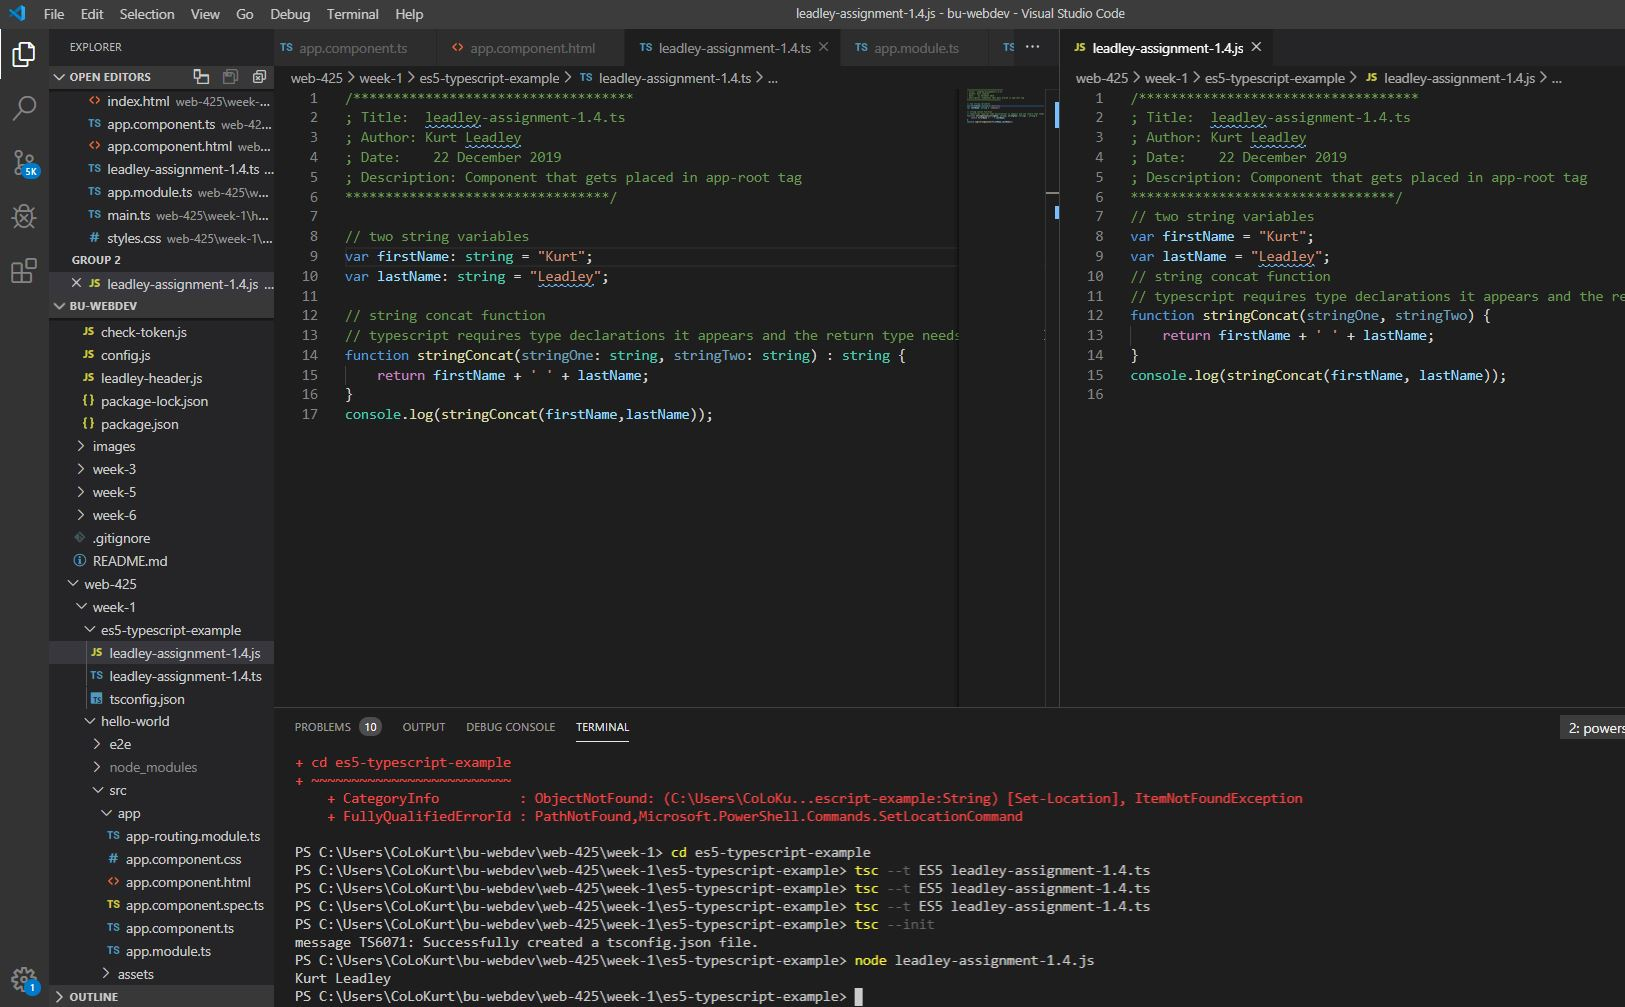 File Edit Selection View Go Debug Terminal Help
leadley-assignment-1.4.js - bu-webdev - Visual Studio Code
EXPLORER
OPEN EDITORS
index.html web-425\week-...
TS app.component.ts web-42...
app.component.html web...
TS leadley-assignment-1.4.ts ...
TS app.module.ts web-425\w...
TS main.ts web-425\week-1\h...
# styles.css web-425\week-1\...
GROUP 2
JS leadley-assignment-1.4.js ...
BU-WEBDEV
JS check-token.js
JS config.js
JS leadley-header.js
{} package-lock.json
{} package.json
images
week-3
week-5
week-6
.gitignore
README.md
web-425
week-1
es5-typescript-example
JS leadley-assignment-1.4.js
TS leadley-assignment-1.4.ts
TS tsconfig.json
hello-world
e2e
node_modules
src
app
TS app-routing.module.ts
# app.component.css
<> app.component.html
TS app.component.spec.ts
TS app.component.ts
TS app.module.ts
assets
OUTLINE
5K
1
TS app.component.ts <> app.component.html TS leadley-assignment-1.4.ts TS app.module.ts TS ...
web-425 > week-1 > es5-typescript-example > TS leadley-assignment-1.4.ts > ...
1 /***********************************
2 ; Title:  leadley-assignment-1.4.ts
3 ; Author: Kurt Leadley
4 ; Date:    22 December 2019
5 ; Description: Component that gets placed in app-root tag
6 *********************************/
7
8 // two string variables
9 var firstName: string = "Kurt";
10 var lastName: string = "Leadley";
11
12 // string concat function
13 // typescript requires type declarations it appears and the return type needs
14 function stringConcat(stringOne: string, stringTwo: string) : string {
15     return firstName + ' ' + lastName;
16 }
17 console.log(stringConcat(firstName,lastName));
JS leadley-assignment-1.4.js
web-425 > week-1 > es5-typescript-example > JS leadley-assignment-1.4.js > ...
1 /***********************************
2 ; Title:  leadley-assignment-1.4.ts
3 ; Author: Kurt Leadley
4 ; Date:    22 December 2019
5 ; Description: Component that gets placed in app-root tag
6 *********************************/
7 // two string variables
8 var firstName = "Kurt";
9 var lastName = "Leadley";
10 // string concat function
11 // typescript requires type declarations it appears and the re
12 function stringConcat(stringOne, stringTwo) {
13     return firstName + ' ' + lastName;
14 }
15 console.log(stringConcat(firstName, lastName));
16
PROBLEMS 10 OUTPUT DEBUG CONSOLE TERMINAL
2: powers
+ cd es5-typescript-example
+ ~~~~~~~~~~~~~~~~~~~~~~~~~
+ CategoryInfo          : ObjectNotFound: (C:\Users\CoLoKu...escript-example:String) [Set-Location], ItemNotFoundException
+ FullyQualifiedErrorId : PathNotFound,Microsoft.PowerShell.Commands.SetLocationCommand
PS C:\Users\CoLoKurt\bu-webdev\web-425\week-1> cd es5-typescript-example
PS C:\Users\CoLoKurt\bu-webdev\web-425\week-1\es5-typescript-example> tsc --t ES5 leadley-assignment-1.4.ts
PS C:\Users\CoLoKurt\bu-webdev\web-425\week-1\es5-typescript-example> tsc --t ES5 leadley-assignment-1.4.ts
PS C:\Users\CoLoKurt\bu-webdev\web-425\week-1\es5-typescript-example> tsc --t ES5 leadley-assignment-1.4.ts
PS C:\Users\CoLoKurt\bu-webdev\web-425\week-1\es5-typescript-example> tsc --init
message TS6071: Successfully created a tsconfig.json file.
PS C:\Users\CoLoKurt\bu-webdev\web-425\week-1\es5-typescript-example> node leadley-assignment-1.4.js
Kurt Leadley
PS C:\Users\CoLoKurt\bu-webdev\web-425\week-1\es5-typescript-example>